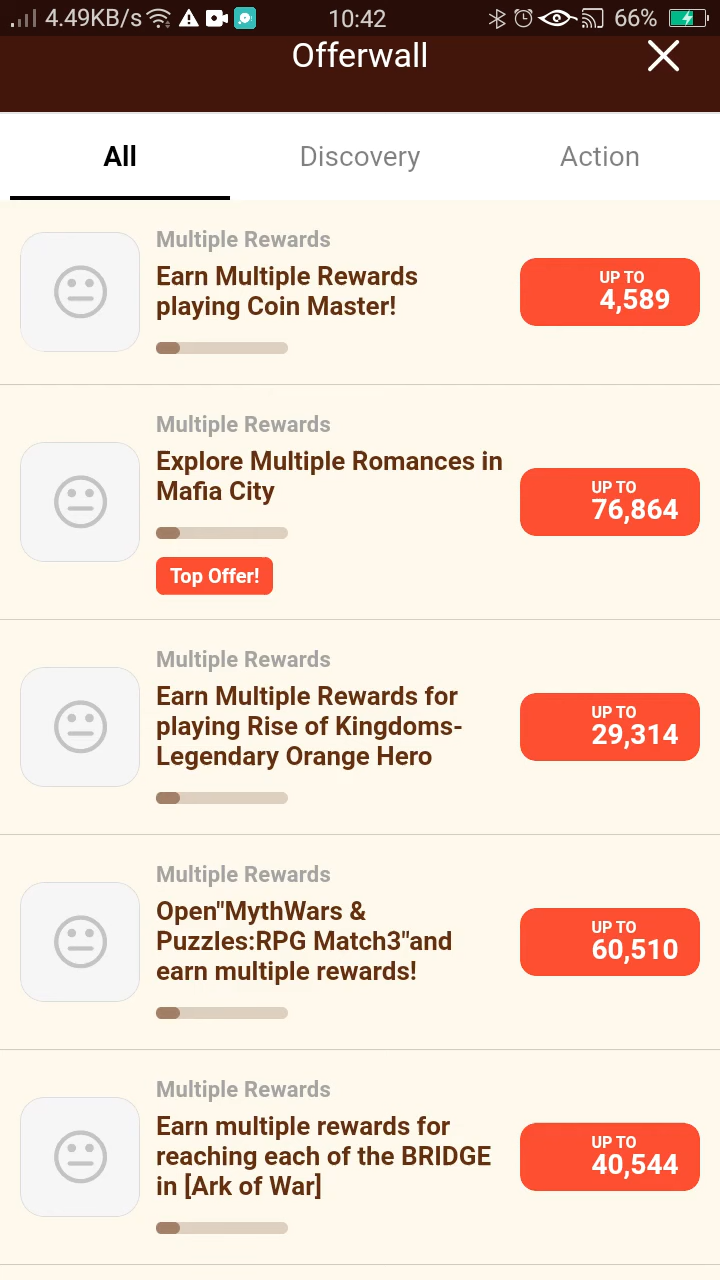 4.49KB/s 10:42 66%
Offerwall
All Discovery Action
Multiple Rewards
Earn Multiple Rewards
playing Coin Master!
UP TO
4,589
Multiple Rewards
Explore Multiple Romances in
Mafia City
Top Offer!
UP TO
76,864
Multiple Rewards
Earn Multiple Rewards for
playing Rise of Kingdoms-
Legendary Orange Hero
UP TO
29,314
Multiple Rewards
Open"MythWars &
Puzzles:RPG Match3"and
earn multiple rewards!
UP TO
60,510
Multiple Rewards
Earn multiple rewards for
reaching each of the BRIDGE
in [Ark of War]
UP TO
40,544